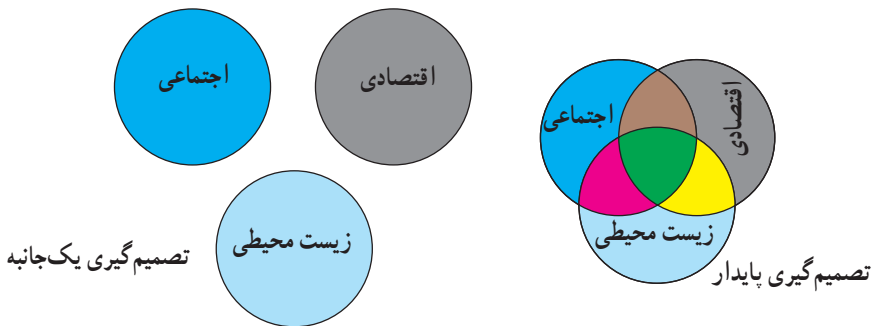 اقتصادی
اجتماعی
زیست محیطی
تصمیم‌گیری پایدار
اقتصادی
اجتماعی
زیست محیطی
تصمیم‌گیری یک‌جانبه